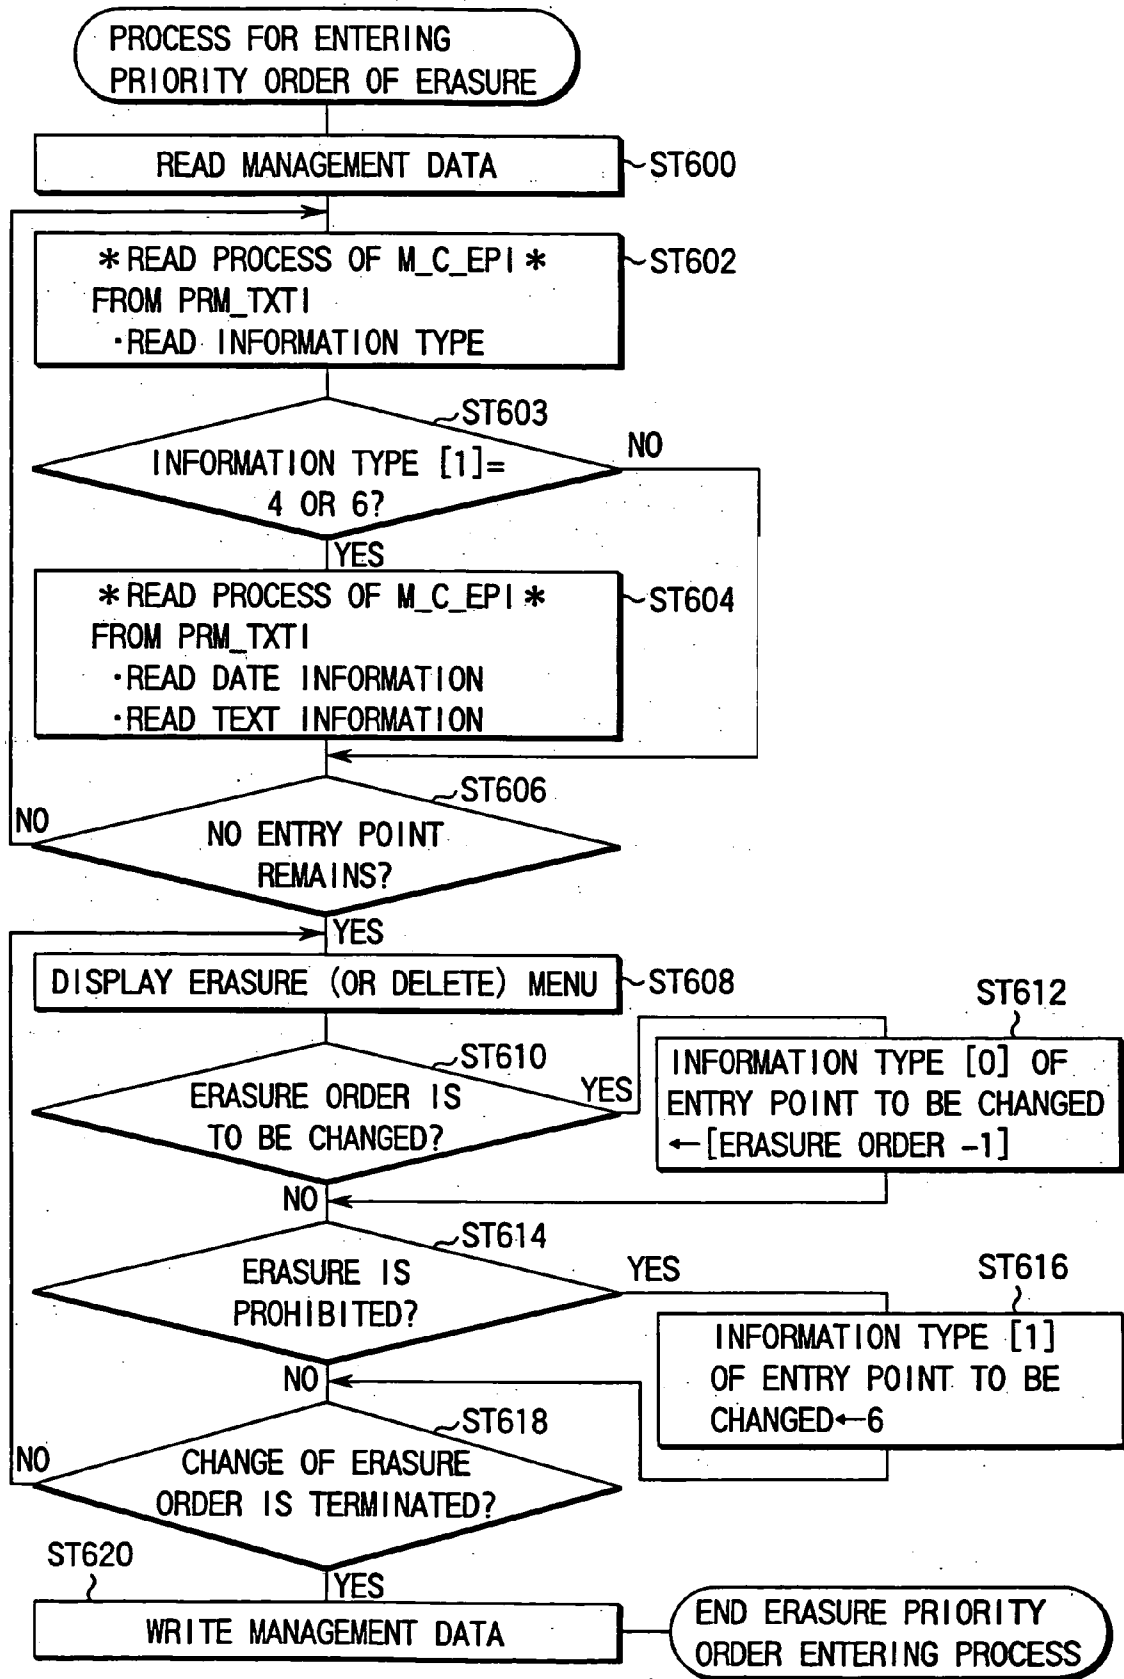 PROCESS FOR ENTERING
PRIORITY ORDER OF ERASURE
READ MANAGEMENT DATA
ST600
*READ PROCESS OF M_C_EPI*
FROM PRM_TXTI
·READ INFORMATION TYPE
ST602
ST603
INFORMATION TYPE [1]=
4 OR 6?
NO
YES
*READ PROCESS OF M_C_EPI*
FROM PRM_TXTI
·READ DATE INFORMATION
·READ TEXT INFORMATION
ST604
ST606
NO ENTRY POINT
REMAINS?
NO
YES
DISPLAY ERASURE (OR DELETE) MENU
ST608
ST610
ERASURE ORDER IS
TO BE CHANGED?
YES
ST612
INFORMATION TYPE [0] OF
ENTRY POINT TO BE CHANGED
←[ERASURE ORDER -1]
NO
ST614
ERASURE IS
PROHIBITED?
YES
ST616
INFORMATION TYPE [1]
OF ENTRY POINT TO BE
CHANGED←6
NO
ST618
CHANGE OF ERASURE
ORDER IS TERMINATED?
NO
YES
ST620
WRITE MANAGEMENT DATA
END ERASURE PRIORITY
ORDER ENTERING PROCESS